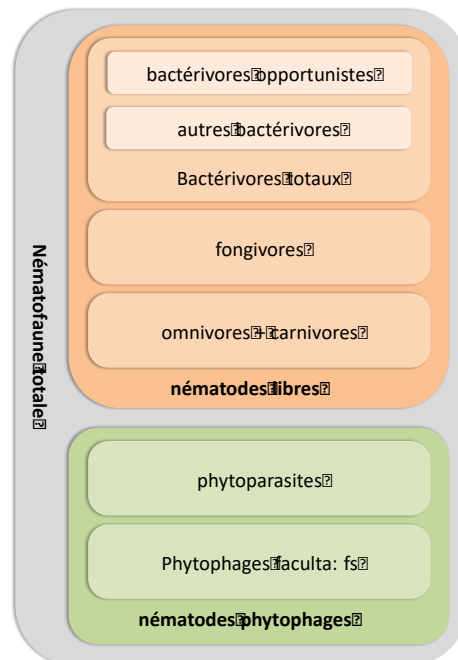 bactérivores⍰opportunistes⍰
autres⍰bactérivores⍰
Bactérivores⍰totaux⍰
fongivores⍰
omnivores⍰+⍰carnivores⍰
nématodes⍰libres⍰
Nématofaune⍰totale⍰
phytoparasites⍰
Phytophages⍰faculta: fs⍰
nématodes⍰phytophages⍰